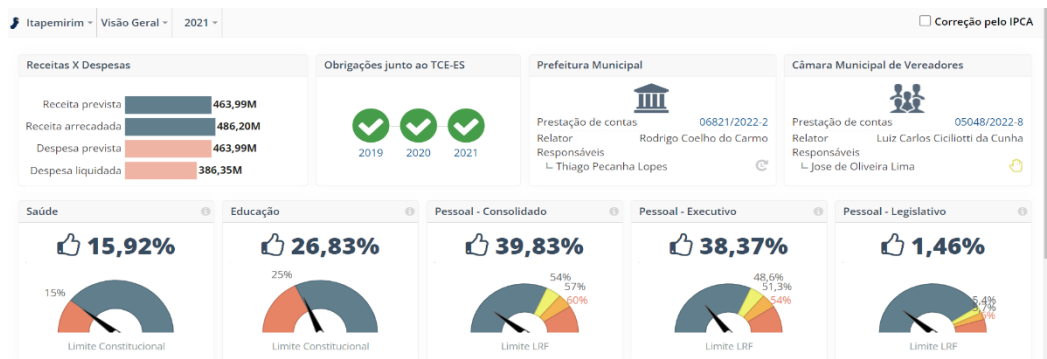 Itapemirim Visão Geral 2021 Correção pelo IPCA
Receitas X Despesas
Receita prevista 463,99M
Receita arrecadada 486,20M
Despesa prevista 463,99M
Despesa liquidada 386,35M
Obrigações junto ao TCE-ES
2019 2020 2021
Prefeitura Municipal
Prestação de contas 06821/2022-2
Relator Rodrigo Coelho do Carmo
Responsáveis
Thiago Pecanha Lopes
Câmara Municipal de Vereadores
Prestação de contas 05048/2022-8
Relator Luiz Carlos Ciciliotti da Cunha
Responsáveis
Jose de Oliveira Lima
Saúde
15,92%
15%
Limite Constitucional
Educação
26,83%
25%
Limite Constitucional
Pessoal - Consolidado
39,83%
54%
57%
60%
Limite LRF
Pessoal - Executivo
38,37%
48,6%
51,3%
54%
Limite LRF
Pessoal - Legislativo
1,46%
5,4%
Limite LRF